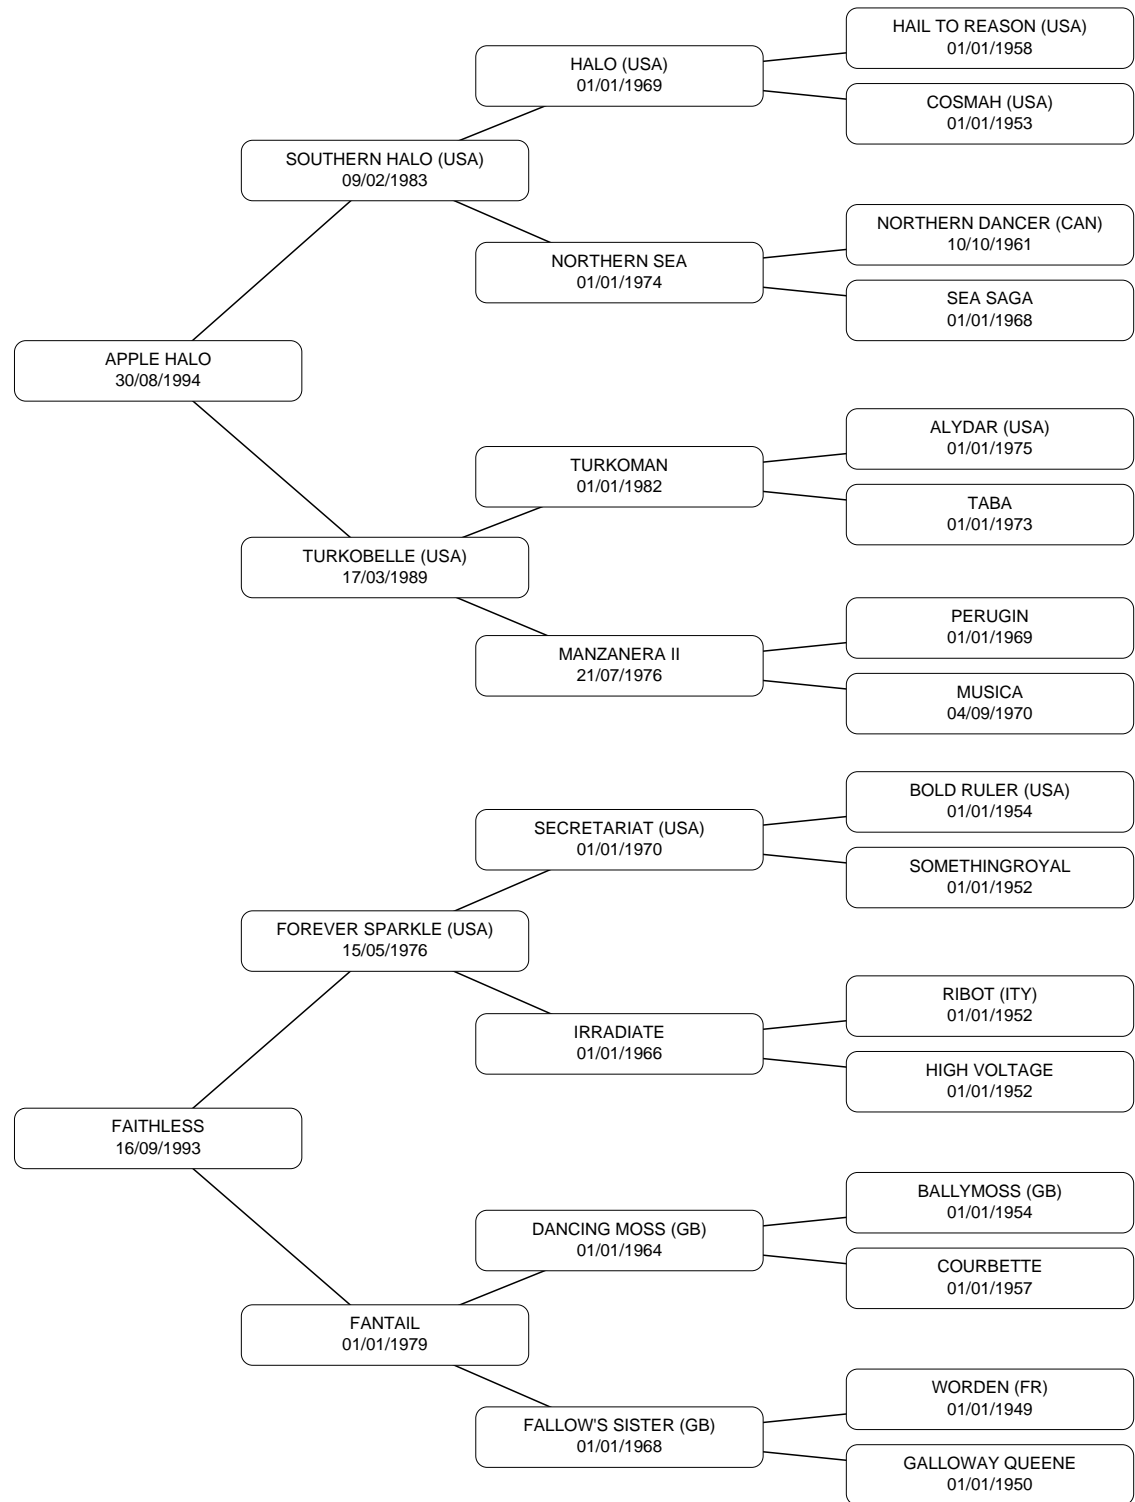 HAIL TO REASON (USA)
01/01/1958
HALO (USA)
01/01/1969
COSMAH (USA)
01/01/1953
SOUTHERN HALO (USA)
09/02/1983
NORTHERN DANCER (CAN)
10/10/1961
NORTHERN SEA
01/01/1974
SEA SAGA
01/01/1968
APPLE HALO
30/08/1994
ALYDAR (USA)
01/01/1975
TURKOMAN
01/01/1982
TABA
01/01/1973
TURKOBELLE (USA)
17/03/1989
PERUGIN
01/01/1969
MANZANERA II
21/07/1976
MUSICA
04/09/1970
BOLD RULER (USA)
01/01/1954
SECRETARIAT (USA)
01/01/1970
SOMETHINGROYAL
01/01/1952
FOREVER SPARKLE (USA)
15/05/1976
RIBOT (ITY)
01/01/1952
IRRADIATE
01/01/1966
HIGH VOLTAGE
01/01/1952
FAITHLESS
16/09/1993
BALLYMOSS (GB)
01/01/1954
DANCING MOSS (GB)
01/01/1964
COURBETTE
01/01/1957
FANTAIL
01/01/1979
WORDEN (FR)
01/01/1949
FALLOW'S SISTER (GB)
01/01/1968
GALLOWAY QUEENE
01/01/1950